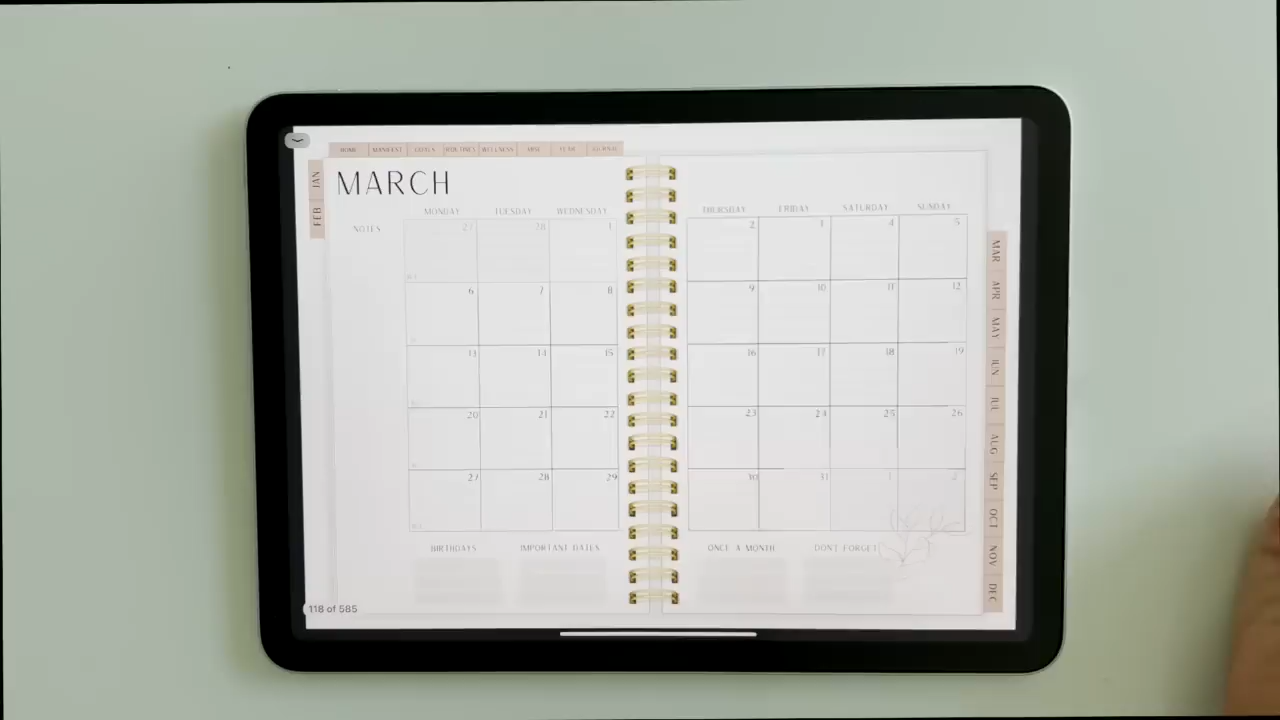 HOME MANIFEST GOALS ROUTINES WELLNESS MISC YEAR JOURNAL
JAN
FEB
MARCH
MONDAY TUESDAY WEDNESDAY THURSDAY FRIDAY SATURDAY SUNDAY
NOTES
27 28 1 2 3 4 5
6 7 8 9 10 11 12
13 14 15 16 17 18 19
20 21 22 23 24 25 26
27 28 29 30 31 1 2
BIRTHDAYS IMPORTANT DATES ONCE A MONTH DON'T FORGET
118 of 585
MAR
APR
MAY
JUN
JUL
AUG
SEP
OCT
NOV
DEC